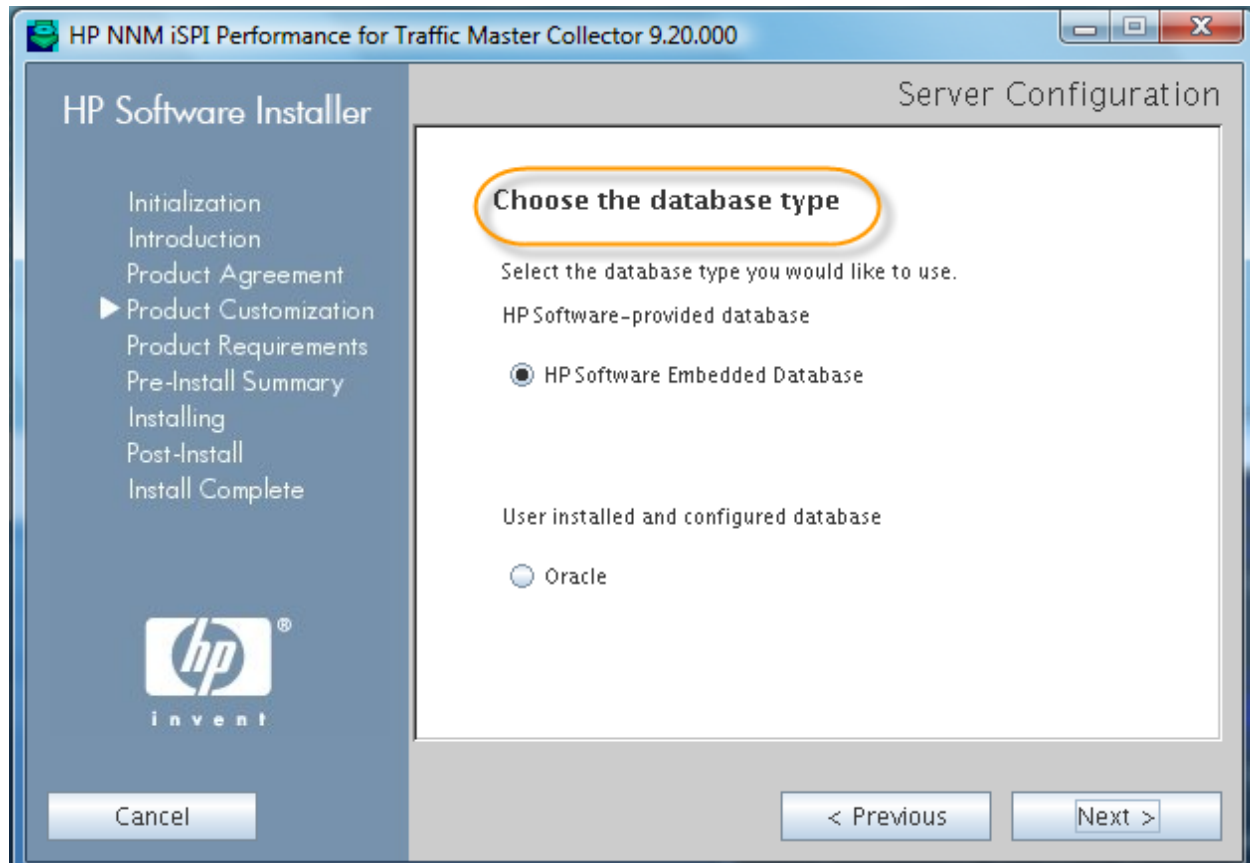 HP NNM iSPI Performance for Traffic Master Collector 9.20.000
HP Software Installer
Initialization
Introduction
Product Agreement
Product Customization
Product Requirements
Pre-Install Summary
Installing
Post-Install
Install Complete
hp
®
invent
Cancel
Server Configuration
Choose the database type
Select the database type you would like to use.
HP Software-provided database
HP Software Embedded Database
User installed and configured database
Oracle
< Previous
Next >